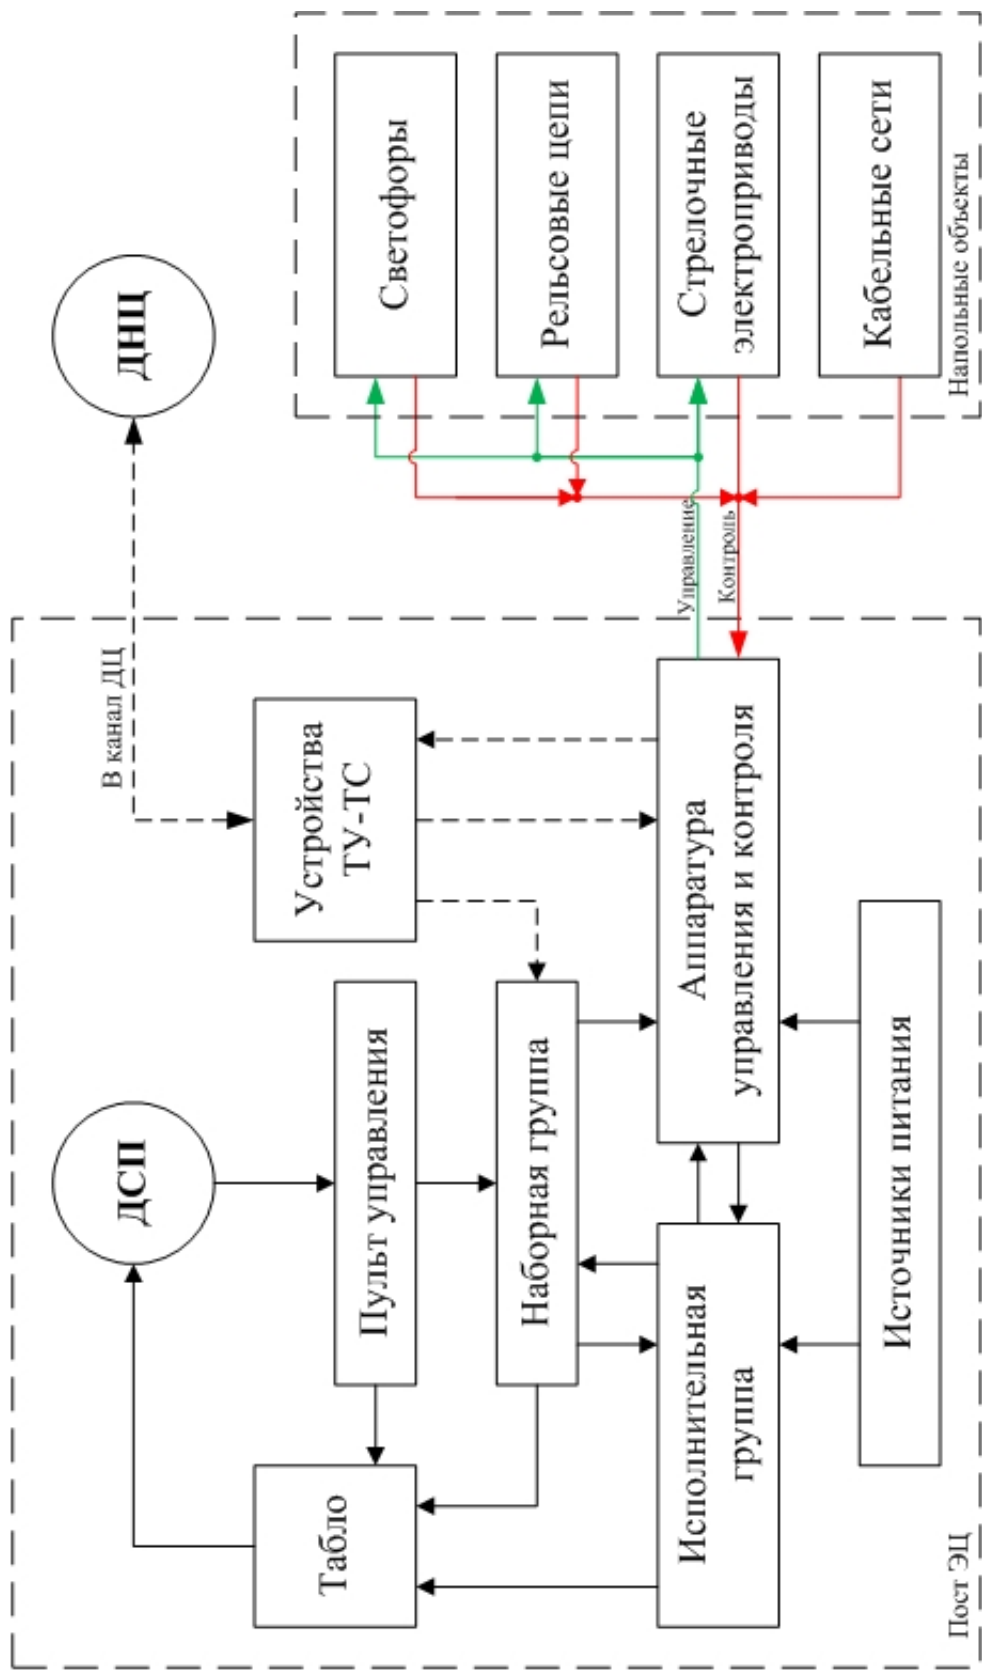 ДСП
ДНЦ
В канал ДЦ
Табло
Пульт управления
Устройства
ТУ-ТС
Светофоры
Наборная группа
Рельсовые цепи
Исполнительная
группа
Аппаратура
управления и контроля
Управление
Контроль
Стрелочные
электроприводы
Источники питания
Кабельные сети
Пост ЭЦ
Напольные объекты